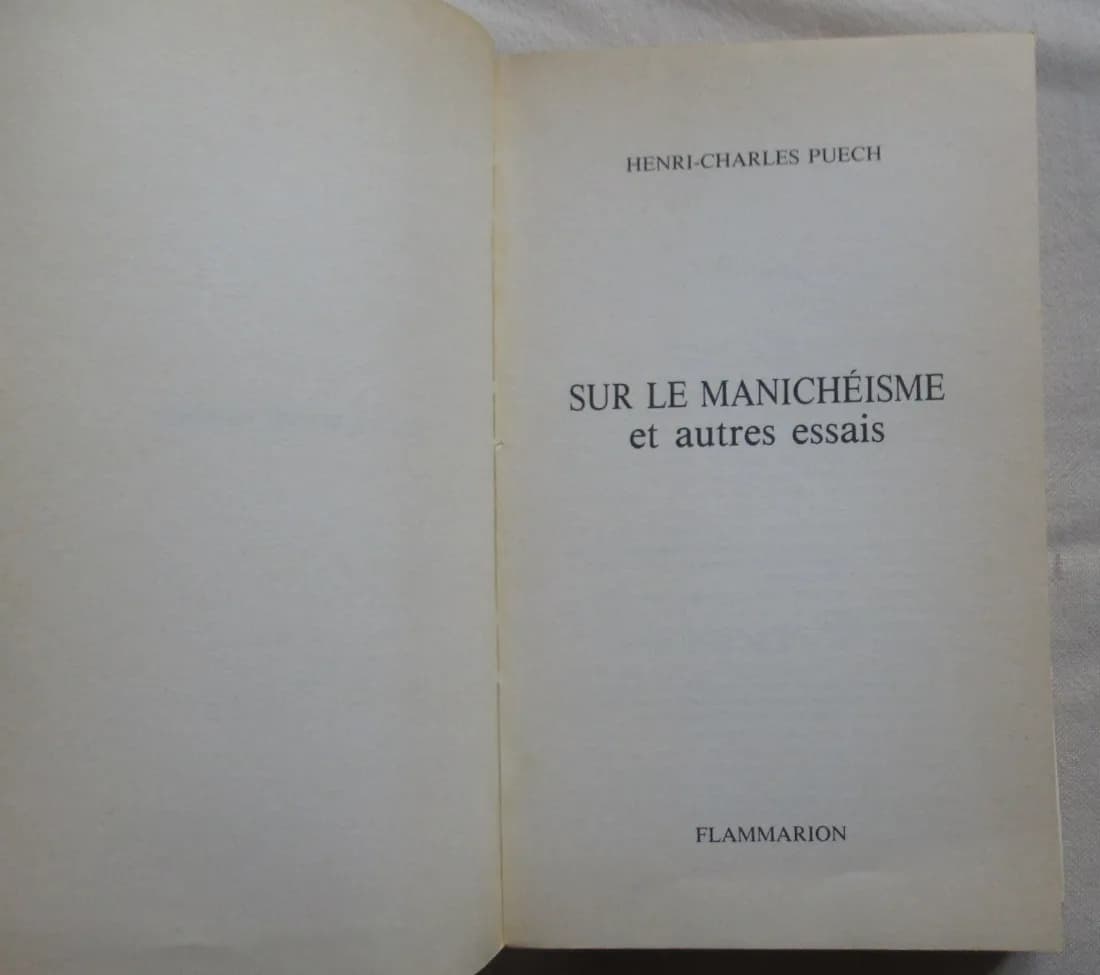 HENRI-CHARLES PUECH
SUR LE MANICHÉISME
et autres essais
FLAMMARION